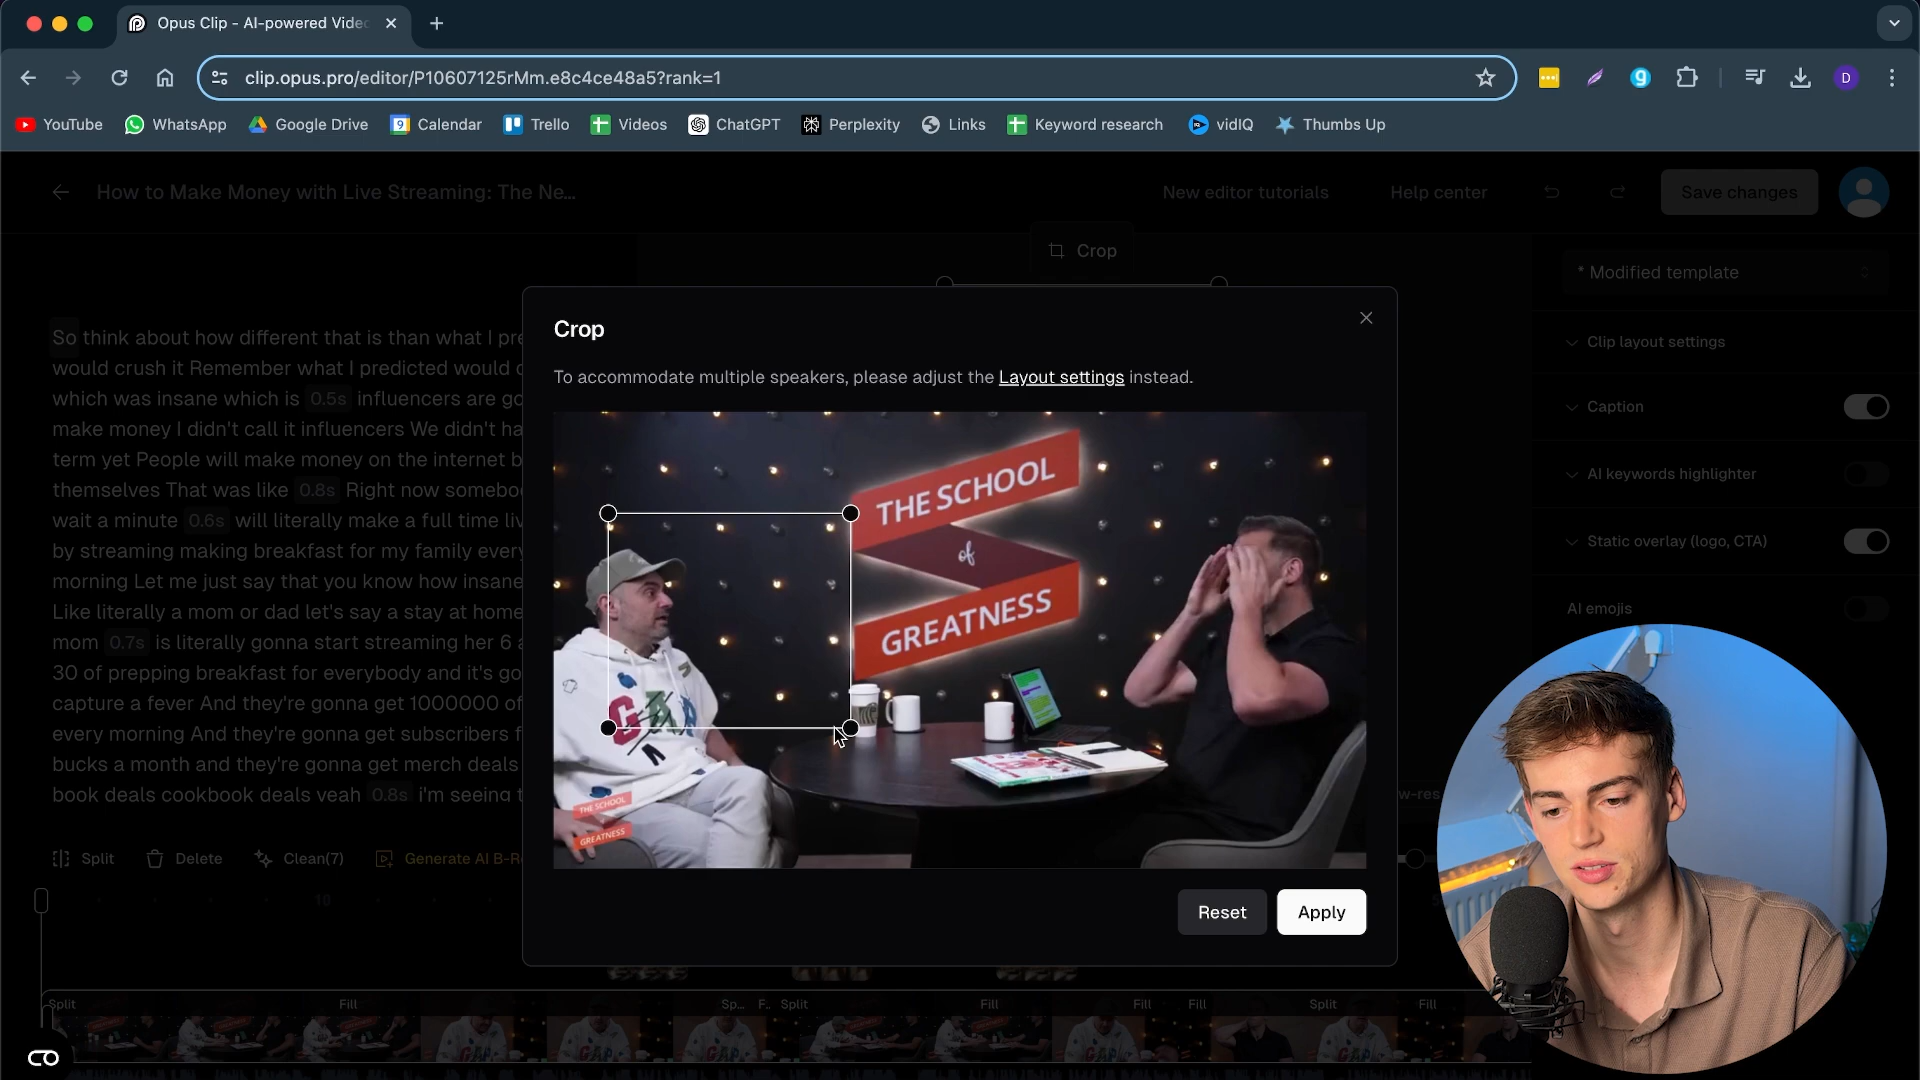 Opus Clip - AI-powered Vide
clip.opus.pro/editor/P10607125rMm.e8c4ce48a5?rank=1
D
YouTube
WhatsApp
Google Drive
9
Calendar
Trello
Videos
ChatGPT
Perplexity
Links
Keyword research
vidIQ
Thumbs Up
How to Make Money with Live Streaming: The Ne...
New editor tutorials
Help center
Save changes
Crop
* Modified template
Clip layout settings
Caption
AI keywords highlighter
Static overlay (logo, CTA)
AI emojis
So think about how different that is than what I pre
would crush it Remember what I predicted would
which was insane which is 0.5s influencers are go
make money I didn't call it influencers We didn't ha
term yet People will make money on the internet b
themselves That was like 0.8s Right now somebo
wait a minute 0.6s will literally make a full time liv
by streaming making breakfast for my family every
morning Let me just say that you know how insane
Like literally a mom or dad let's say a stay at home
mom 0.7s is literally gonna start streaming her 6
30 of prepping breakfast for everybody and it's go
capture a fever And they're gonna get 1000000 of
every morning And they're gonna get subscribers f
bucks a month and they're gonna get merch deals
book deals cookbook deals yeah 0.8s i'm seeing t
Crop
To accommodate multiple speakers, please adjust the Layout settings instead.
THE SCHOOL
of
GREATNESS
THE SCHOOL
GREATNESS
Reset
Apply
w-res
Split
Delete
Clean(7)
Generate AI B-R
10
Split
Fill
Sp...
F..
Split
Fill
Fill
Fill
Split
Fill